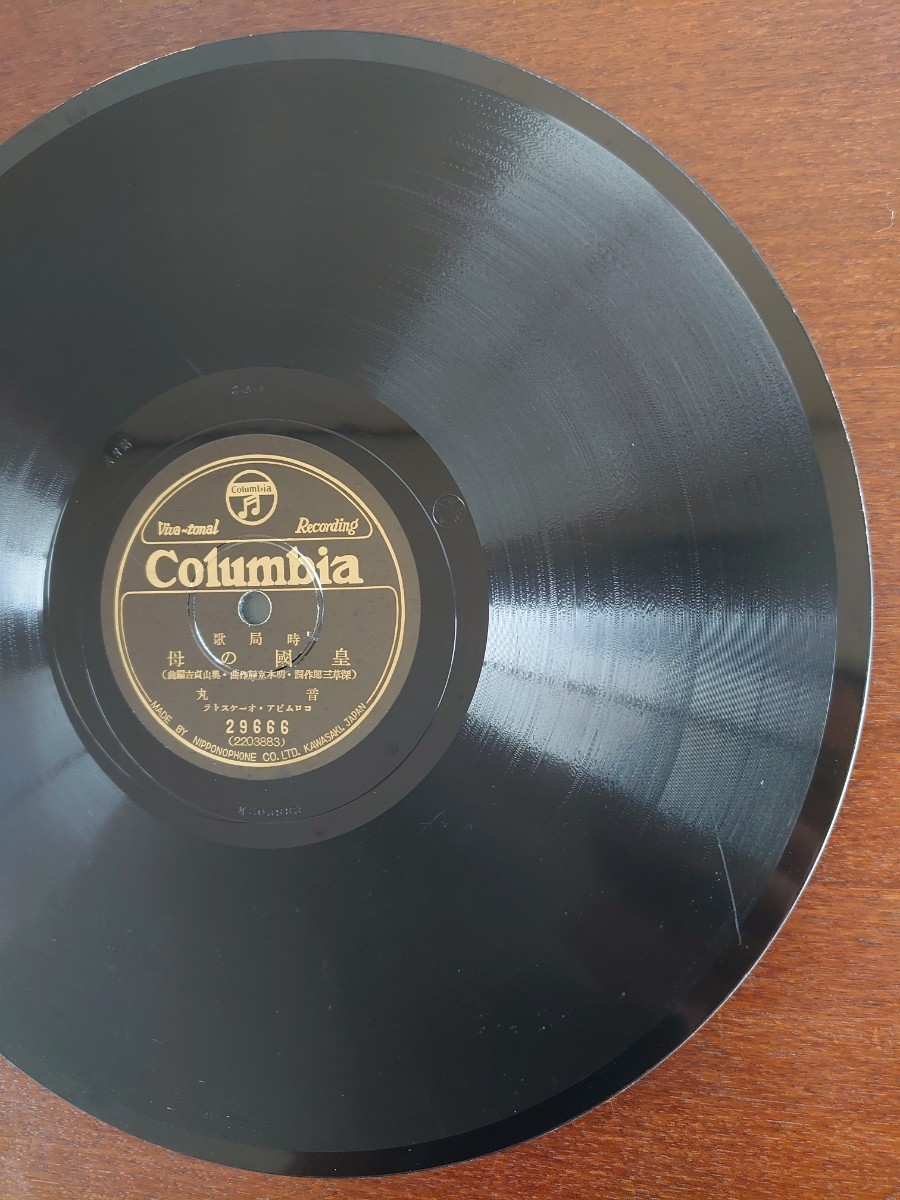 Columbia
Viva-tonal Recording
Columbia
歌局時
母の國皇
(曲編吉貞山奥・曲作靜京本明・詞作郎三草深)
丸音
ラトスケーオ・アビムロコ
29666
(2203883)
MADE BY NIPPONOPHONE CO. LTD. KAWASAKI, JAPAN